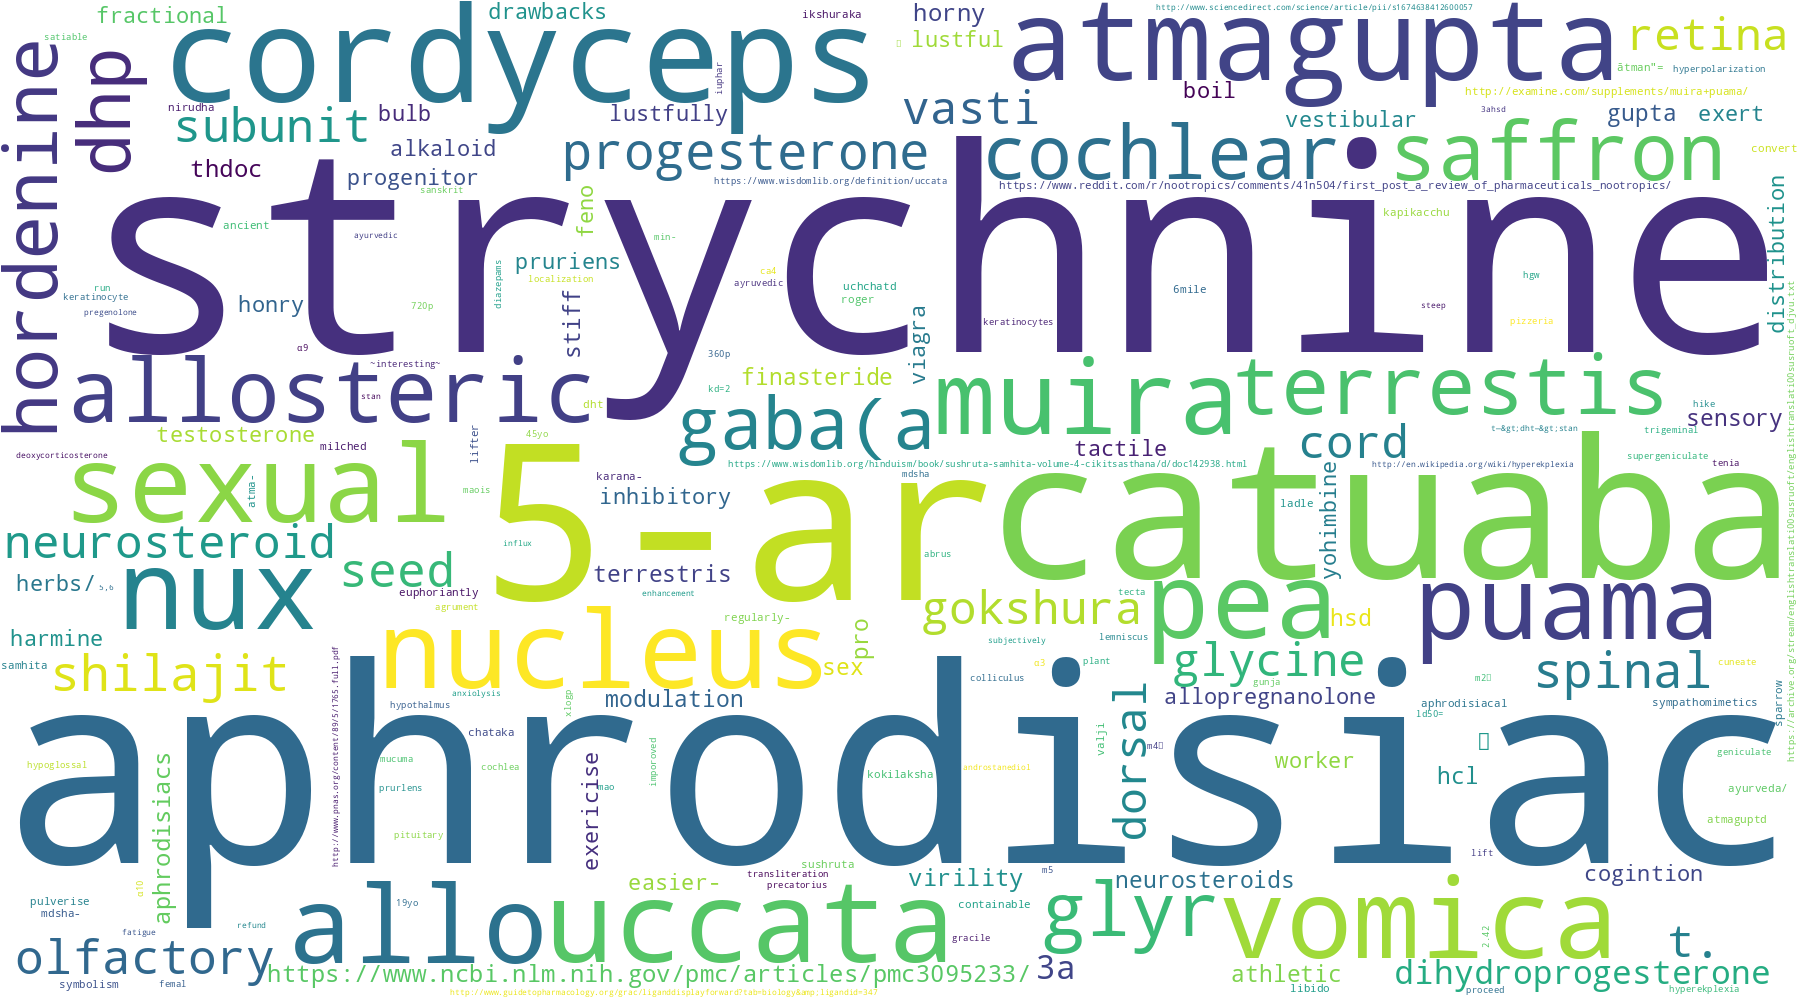 fractional
satiable
cordyceps
drawbacks
ikshuraka
horny
lustful
http://www.sciencedirect.com/science/article/pii/s1674638412600057
atmagupta
retina
ātman"=
hyperpolarization
http://examine.com/supplements/muira+puama/
hordenine
dhp
nirudha
subunit
bulb
iuphar
lustfully
vasti
boil
3ahsd
vestibular
gupta
exert
thdoc
alkaloid
progenitor
progesterone
cochlear
saffron
convert
sanskrit
https://www.wisdomlib.org/definition/uccata
https://www.reddit.com/r/nootropics/comments/41n504/first_post_a_review_of_pharmaceuticals_nootropics/
strychnine
ancient
ayurvedic
feno
min-
kapikacchu
distribution
pruriens
localization
diazepams
ca4
ayruvedic
uchchatd
roger
6mile
hgw
run
keratinocyte
pregenolone
honry
720p
stiff
viagra
keratinocytes
steep
pizzeria
https://archive.org/stream/englishtranslati00susruoft/englishtranslati00susruoft_djvu.txt
α9
~interesting~
allosteric
stan
360p
finasteride
kd=2
dht
muira
terrestis
hike
sensory
gaba(a
testosterone
milched
lifter
45yo
tactile
cord
t—&gt;dht—&gt;stan
trigeminal
deoxycorticosterone
sexual
atma-
maois
karana-
inhibitory
https://www.wisdomlib.org/hinduism/book/sushruta-samhita-volume-4-cikitsasthana/d/doc142938.html
mdsha
http://en.wikipedia.org/wiki/hyperekplexia
supergeniculate
tenia
5-ar
catuaba
ladle
yohimbine
neurosteroid
influx
abrus
herbs/
5,6
nux
seed
terrestris
euphoriantly
agrument
enhancement
tecta
gokshura
pea
hsd
puama
harmine
nucleus
regularly-
pro
subjectively
lemniscus
samhita
shilajit
sex
α3
plant
glycine
gunja
spinal
cuneate
http://www.pnas.org/content/89/5/1765.full.pdf
hypothalmus
anxiolysis
xlogp
modulation
colliculus
dorsal
allopregnanolone
aphrodisiacal
ld50=
sympathomimetics
sparrow
aphrodisiac
chataka
valji
worker
hcl
geniculate
hypoglossal
aphrodisiacs
mucuma
prurlens
cochlea
exericise
mao
imporoved
kokilaksha
androstanediol
ayurveda/
pituitary
atmaguptd
α10
sushruta
transliteration
precatorius
m5
lift
pulverise
mdsha-
allo
19yo
easier-
virility
neurosteroids
cogintion
uccata
containable
glyr
vomica
fatigue
refund
gracile
2.42
t.
olfactory
https://www.ncbi.nlm.nih.gov/pmc/articles/pmc3095233/
3a
athletic
dihydroprogesterone
symbolism
femal
http://www.guidetopharmacology.org/gras/liganddisplayforward?tab=biology&amp;ligandid=347
libido
proceed
hyperekplexia